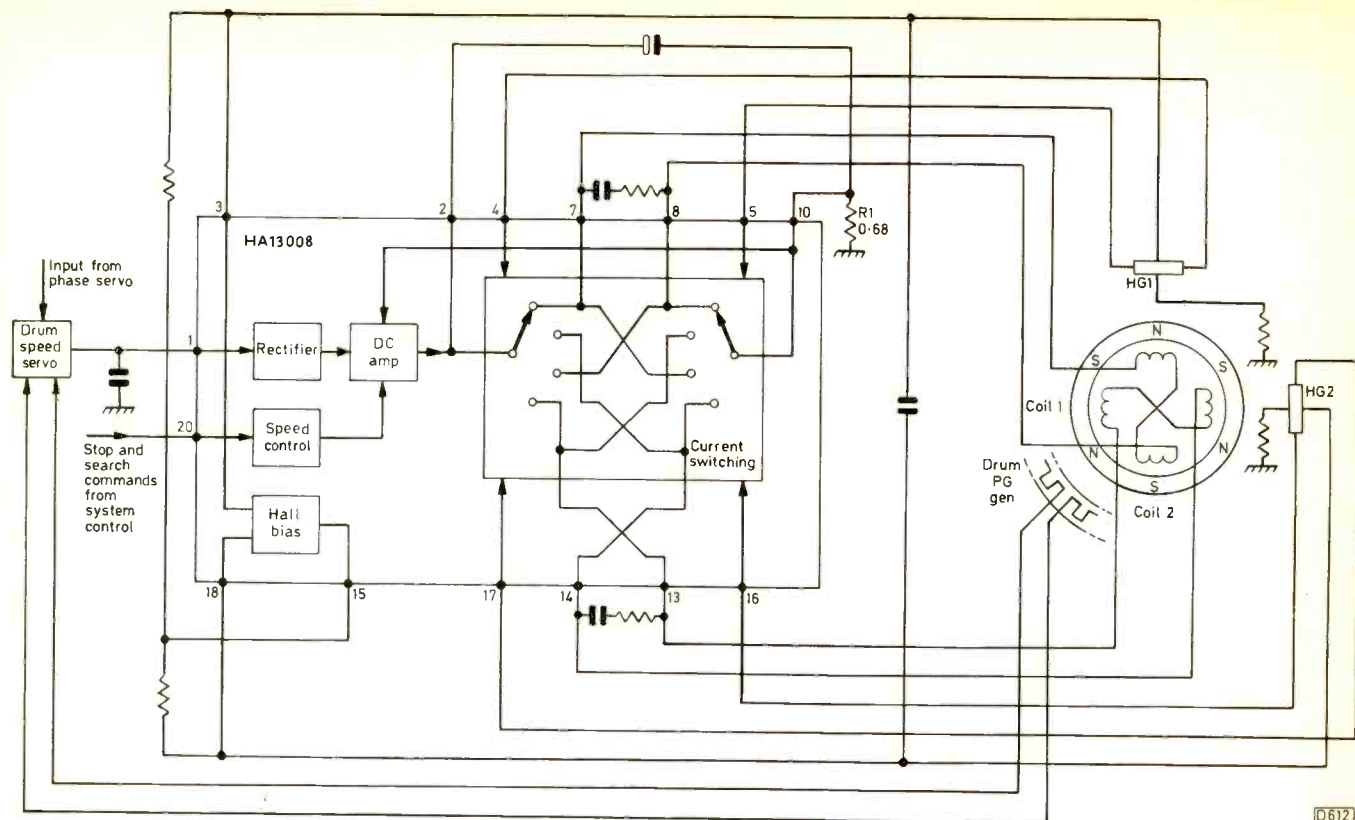 3
2
4
7
8
5
10
R1
0·68
HA13008
Input from
phase servo
HG1
Drum
speed
servo
1
Rectifier
DC
amp
N
S
S
HG2
Coil 1
20
Speed
control
Current
switching
N
N
S
Stop and
search
commands
from
system
control
Drum
PG
gen
Coil 2
Hall
bias
18
15
17
14
13
16
D612